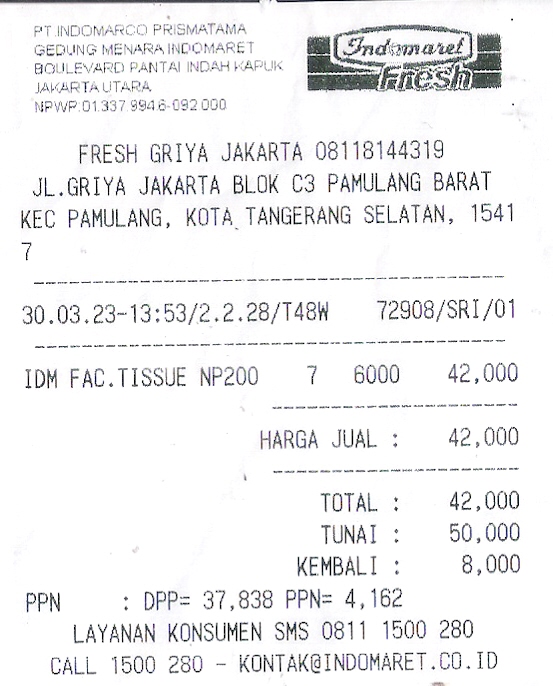 PT.INDOMARCO PRISMATAMA
GEDUNG MENARA INDOMARET
BOULEVARD PANTAI INDAH KAPUK
JAKARTA UTARA
NPWP:01.337.994.6-092.000
Indomaret
Fresh
FRESH GRIYA JAKARTA 08118144319
JL.GRIYA JAKARTA BLOK C3 PAMULANG BARAT
KEC PAMULANG, KOTA TANGERANG SELATAN, 1541
7
30.03.23-13:53/2.2.28/T48W 72908/SRI/01
IDM FAC.TISSUE NP200 7 6000 42,000
HARGA JUAL : 42,000
TOTAL : 42,000
TUNAI : 50,000
KEMBALI : 8,000
PPN : DPP= 37,838 PPN= 4,162
LAYANAN KONSUMEN SMS 0811 1500 280
CALL 1500 280 - KONTAK@INDOMARET.CO.ID